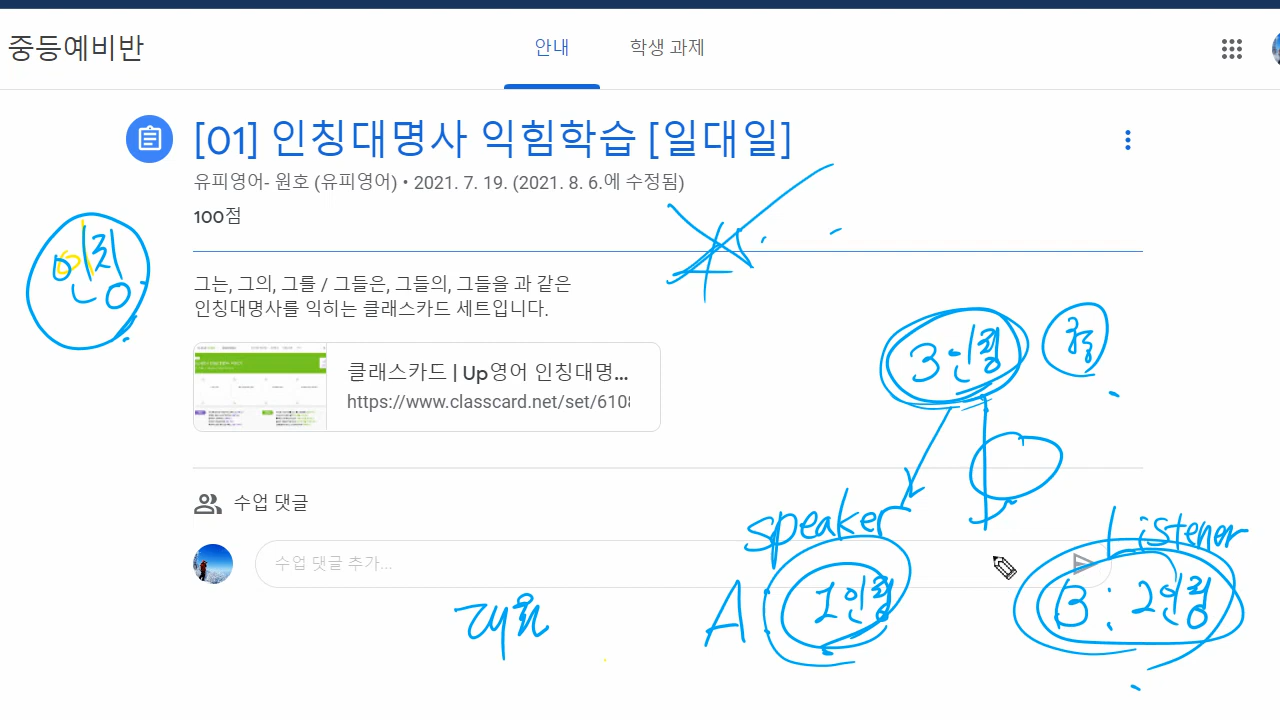 중등예비반
안내
학생 과제
[01] 인칭대명사 익힘학습 [일대일]
유피영어- 원호 (유피영어) • 2021. 7. 19. (2021. 8. 6.에 수정됨)
100점
인칭
그는, 그의, 그를 / 그들은, 그들의, 그들을 과 같은
인칭대명사를 익히는 클래스카드 세트입니다.
3인칭
클래스카드 | Up영어 인칭대명...
https://www.classcard.net/set/6108
수업 댓글
speaker
listener
수업 댓글 추가...
A
1인칭
B : 2인칭